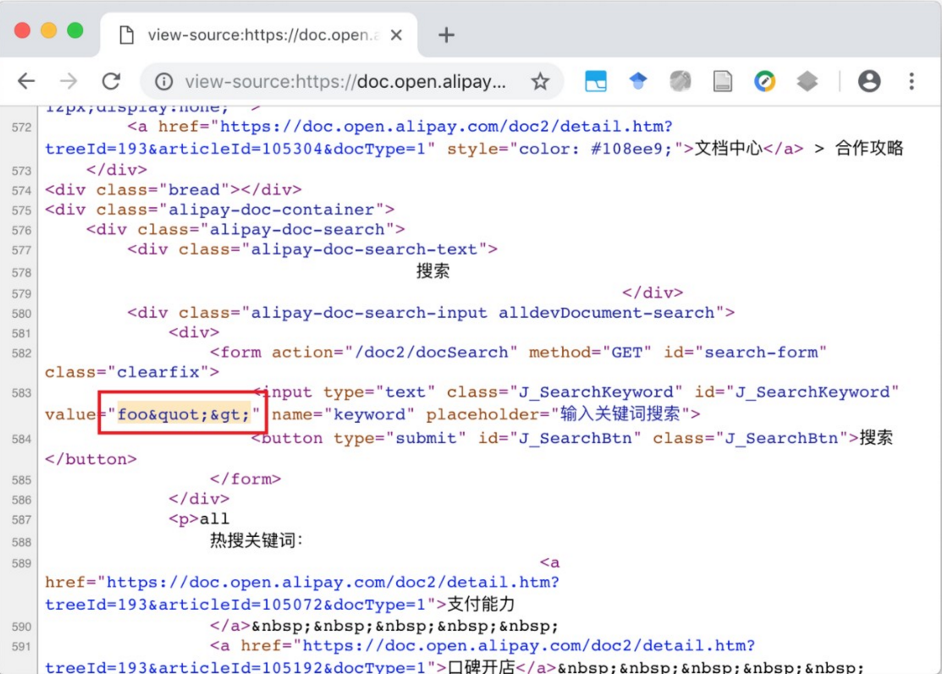 view-source:https://doc.open.a
view-source:https://doc.open.alipay...
12px;display:none; ">
572 <a href="https://doc.open.alipay.com/doc2/detail.htm?
treeId=193&articleId=105304&docType=1" style="color: #108ee9;">文档中心</a> > 合作攻略
573 </div>
574 <div class="bread"></div>
575 <div class="alipay-doc-container">
576 <div class="alipay-doc-search">
577 <div class="alipay-doc-search-text">
578 搜索
579 </div>
580 <div class="alipay-doc-search-input alldevDocument-search">
581 <div>
582 <form action="/doc2/docSearch" method="GET" id="search-form"
class="clearfix">
583 <input type="text" class="J_SearchKeyword" id="J_SearchKeyword"
value="foo&quot;&gt;" name="keyword" placeholder="输入关键词搜索">
584 <button type="submit" id="J_SearchBtn" class="J_SearchBtn">搜索
</button>
585 </form>
586 </div>
587 <p>all
588 热搜关键词：
589 <a
href="https://doc.open.alipay.com/doc2/detail.htm?
treeId=193&articleId=105072&docType=1">支付能力
590 </a>&nbsp;&nbsp;&nbsp;&nbsp;&nbsp;
591 <a href="https://doc.open.alipay.com/doc2/detail.htm?
treeId=193&articleId=105192&docType=1">口碑开店</a>&nbsp;&nbsp;&nbsp;&nbsp;&nbsp;